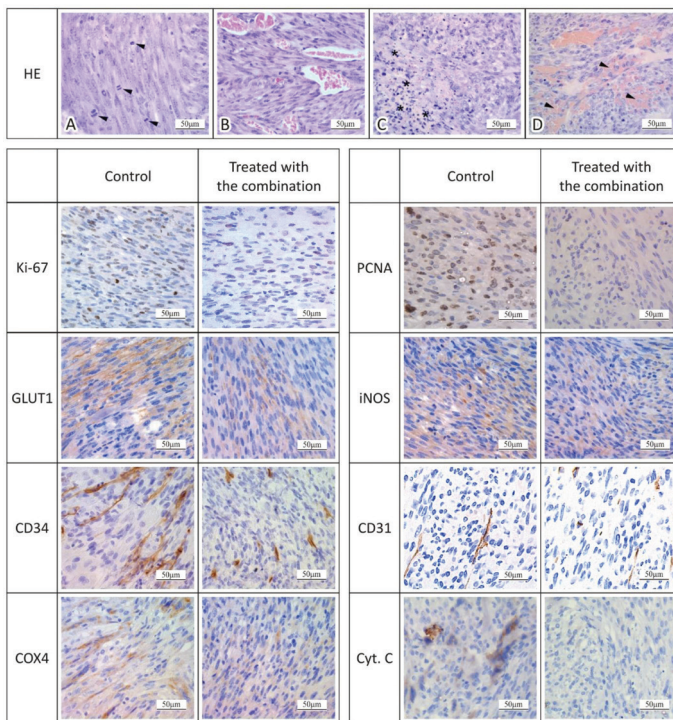 HE
A 50μm
B 50μm
C 50μm
D 50μm
Control
Treated with
the combination
Control
Treated with
the combination
Ki-67
50μm
50μm
PCNA
50μm
50μm
GLUT1
50μm
50μm
iNOS
50μm
50μm
CD34
50μm
50μm
CD31
50μm
50μm
COX4
50μm
50μm
Cyt. C
50μm
50μm